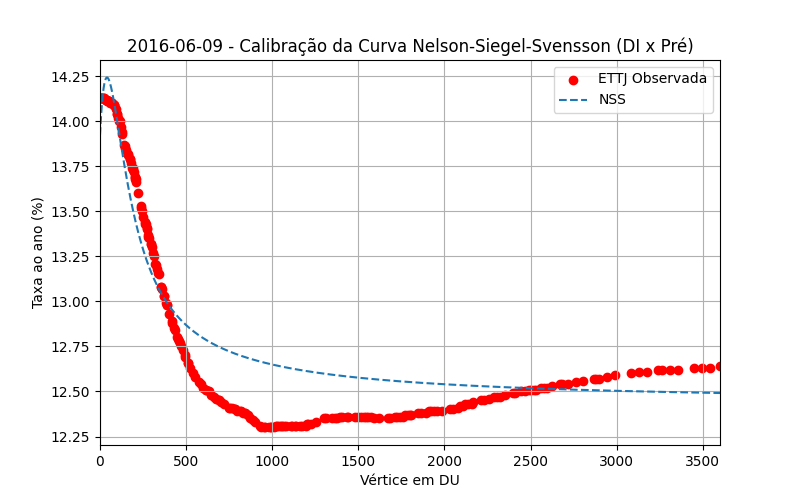 2016-06-09 - Calibração da Curva Nelson-Siegel-Svensson (DI x Pré)
ETTJ Observada
NSS
Taxa ao ano (%)
14.25
14.00
13.75
13.50
13.25
13.00
12.75
12.50
12.25
0 500 1000 1500 2000 2500 3000 3500
Vértice em DU